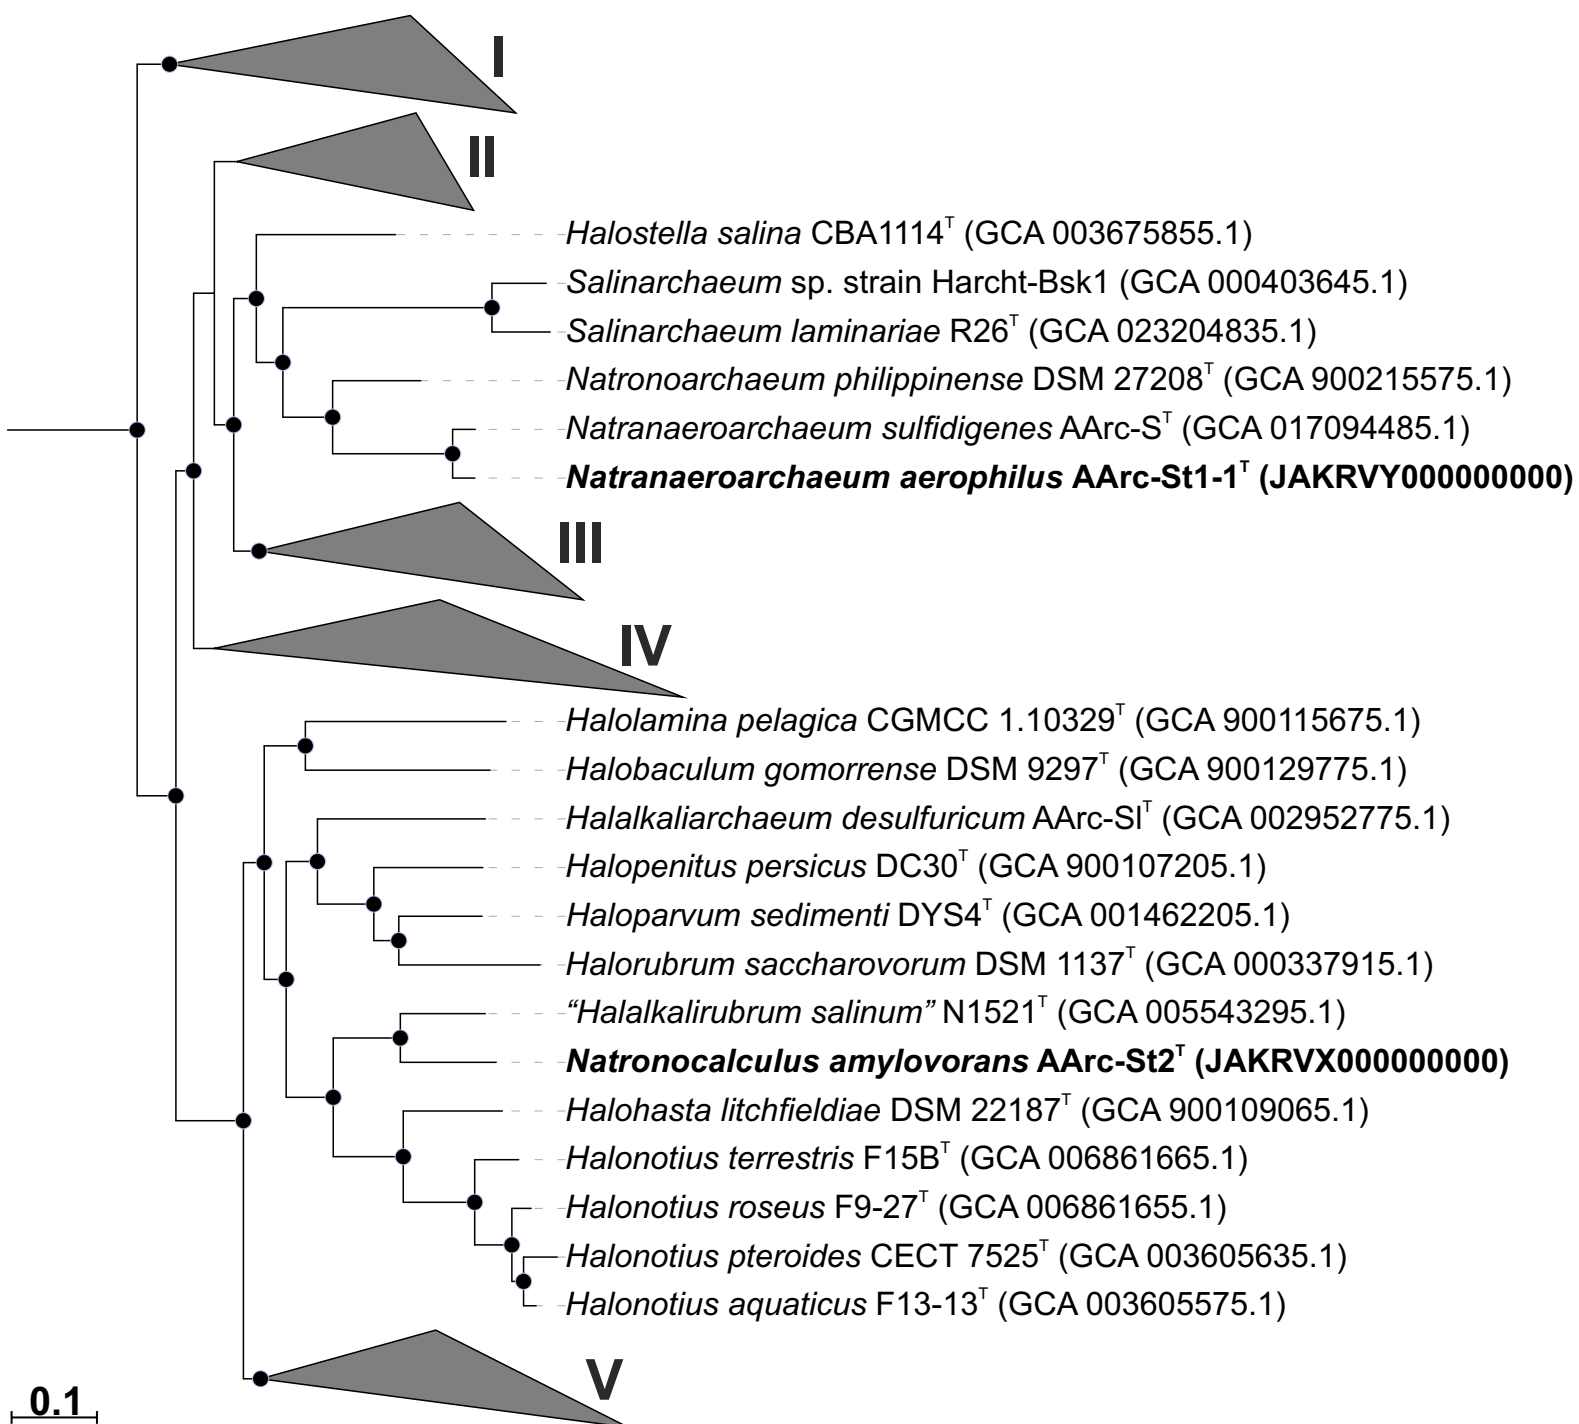 I
II
Halostella salina CBA1114ᵀ (GCA 003675855.1)
Salinarchaeum sp. strain Harcht-Bsk1 (GCA 000403645.1)
Salinarchaeum laminariae R26ᵀ (GCA 023204835.1)
Natronoarchaeum philippinense DSM 27208ᵀ (GCA 900215575.1)
Natranaeroarchaeum sulfidigenes AArc-Sᵀ (GCA 017094485.1)
Natranaeroarchaeum aerophilus AArc-St1-1ᵀ (JAKRVY000000000)
III
IV
Halolamina pelagica CGMCC 1.10329ᵀ (GCA 900115675.1)
Halobaculum gomorrense DSM 9297ᵀ (GCA 900129775.1)
Halalkaliarchaeum desulfuricum AArc-Slᵀ (GCA 002952775.1)
Halopenitus persicus DC30ᵀ (GCA 900107205.1)
Haloparvum sedimenti DYS4ᵀ (GCA 001462205.1)
Halorubrum saccharovorum DSM 1137ᵀ (GCA 000337915.1)
“Halalkalirubrum salinum” N1521ᵀ (GCA 005543295.1)
Natronocalculus amylovorans AArc-St2ᵀ (JAKRVX000000000)
Halohasta litchfieldiae DSM 22187ᵀ (GCA 900109065.1)
Halonotius terrestris F15Bᵀ (GCA 006861665.1)
Halonotius roseus F9-27ᵀ (GCA 006861655.1)
Halonotius pteroides CECT 7525ᵀ (GCA 003605635.1)
Halonotius aquaticus F13-13ᵀ (GCA 003605575.1)
V
0.1